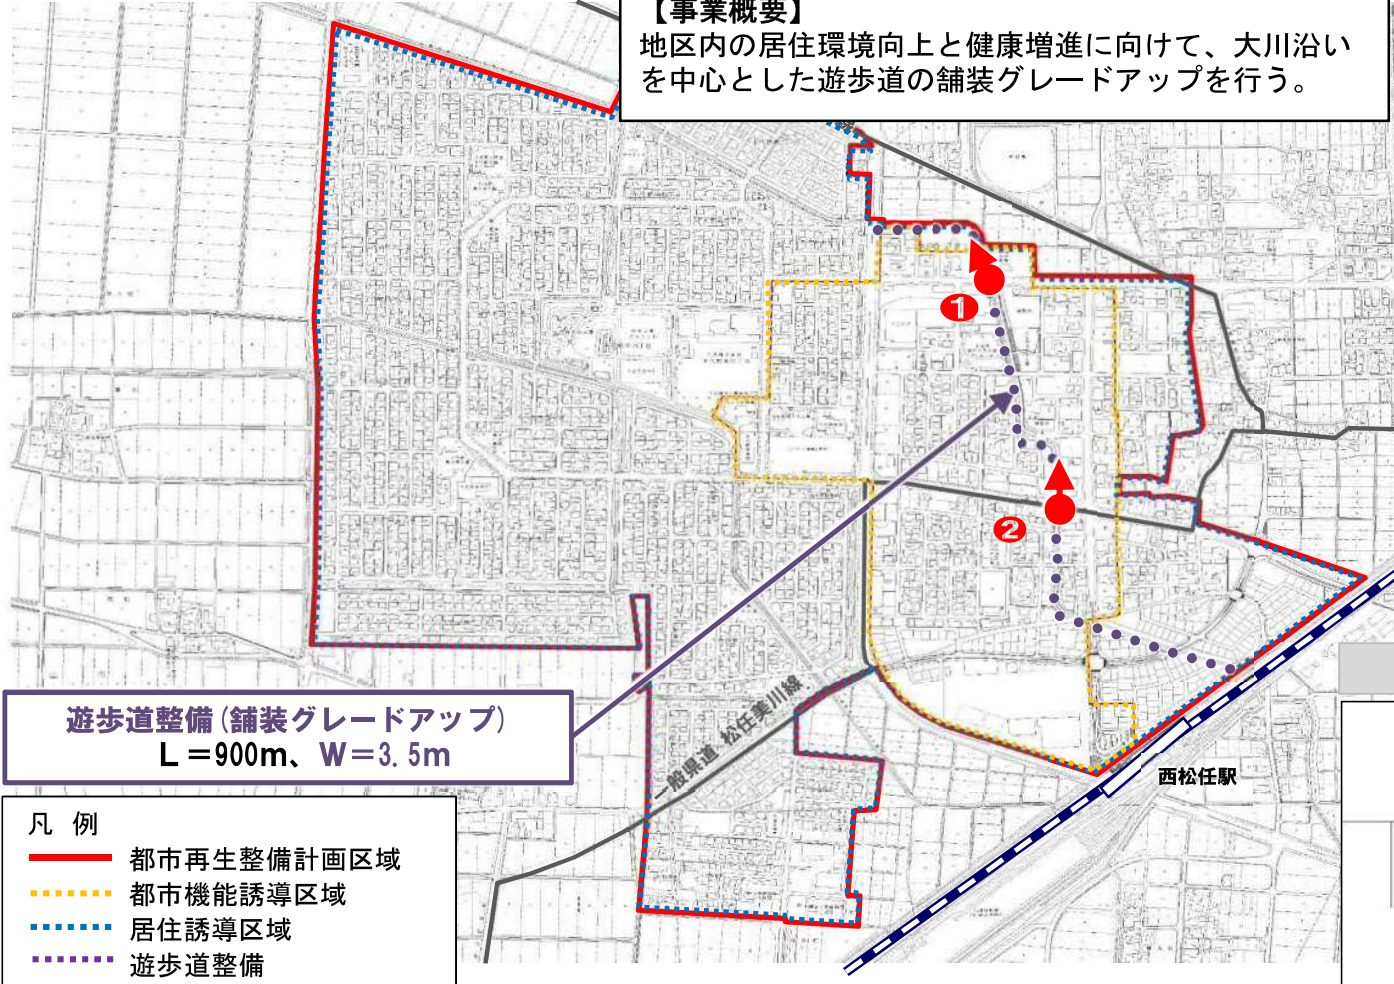 【事業概要】
地区内の居住環境向上と健康増進に向けて、大川沿い
を中心とした遊歩道の舗装グレードアップを行う。
1
2
遊歩道整備(舗装グレードアップ)
L=900m、W=3.5m
一般県道 松任美川線
西松任駅
凡 例
都市再生整備計画区域
都市機能誘導区域
居住誘導区域
遊歩道整備